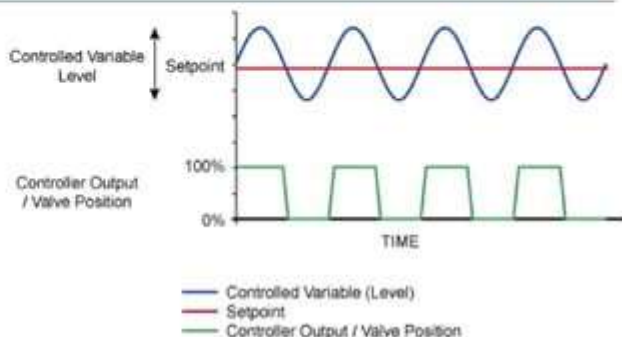 Controlled Variable
Level
Setpoint
100%
Controller Output
/ Valve Position
0%
TIME
Controlled Variable (Level)
Setpoint
Controller Output / Valve Position